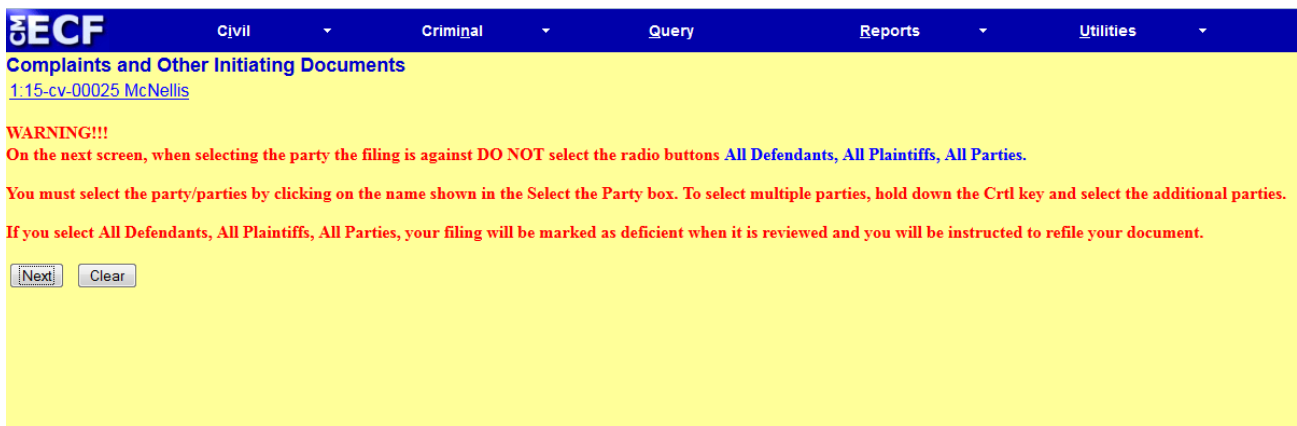 CM ECF Civil Criminal Query Reports Utilities
Complaints and Other Initiating Documents
1:15-cv-00025 McNellis
WARNING!!!
On the next screen, when selecting the party the filing is against DO NOT select the radio buttons All Defendants, All Plaintiffs, All Parties.
You must select the party/parties by clicking on the name shown in the Select the Party box. To select multiple parties, hold down the Crtl key and select the additional parties.
If you select All Defendants, All Plaintiffs, All Parties, your filing will be marked as deficient when it is reviewed and you will be instructed to refile your document.
Next Clear